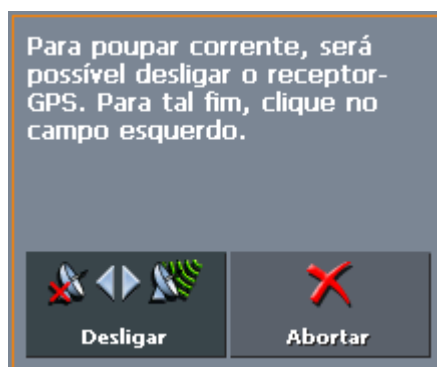 Para poupar corrente, será
possível desligar o receptor-
GPS. Para tal fim, clique no
campo esquerdo.
Desligar
Abortar